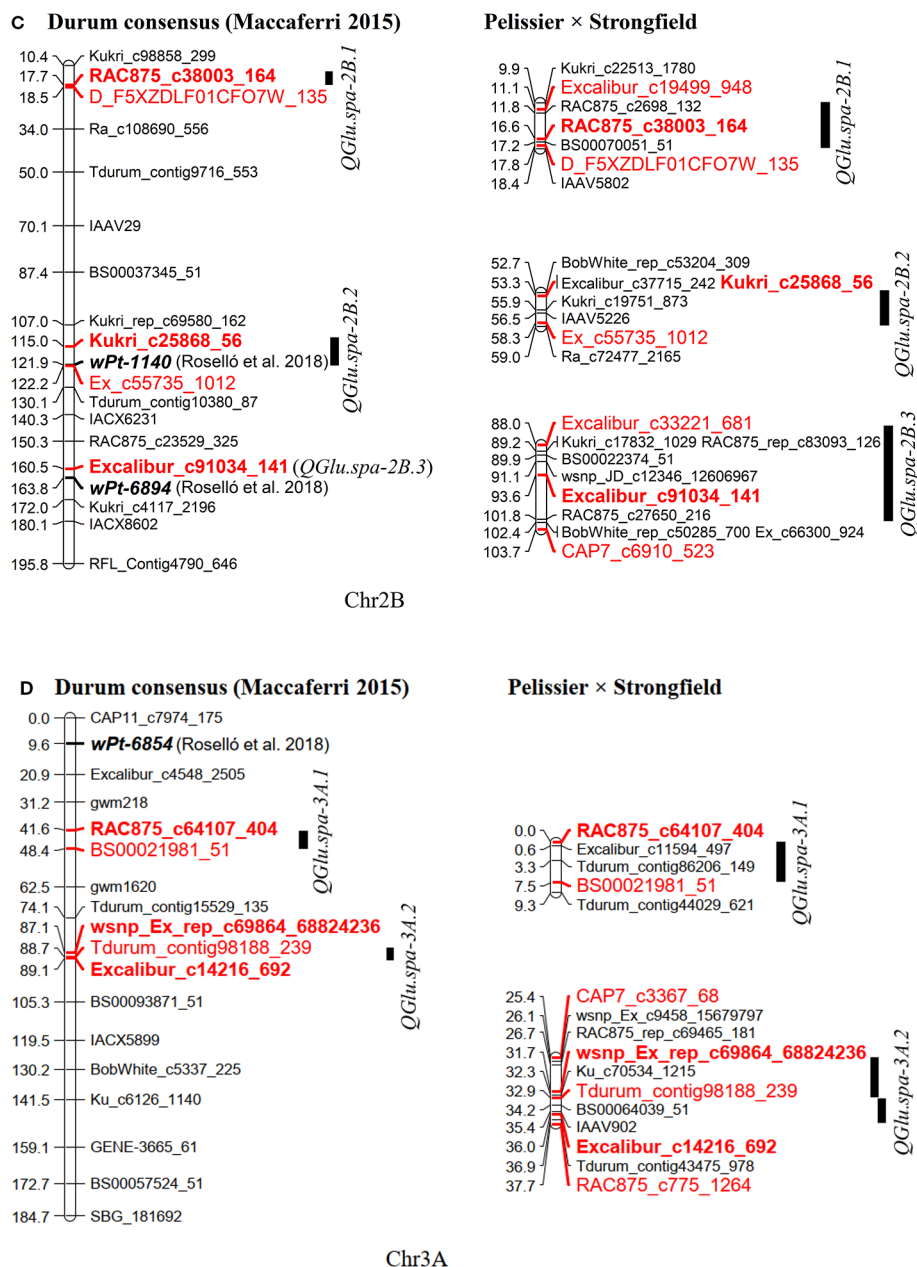 C Durum consensus (Maccaferri 2015)
10.4 Kukri_c98858_299
17.7 RAC875_c38003_164
18.5 D_F5XZDLF01CFO7W_135
34.0 Ra_c108690_556
50.0 Tdurum_contig9716_553
70.1 IAAV29
87.4 BS00037345_51
107.0 Kukri_rep_c69580_162
115.0 Kukri_c25868_56
121.9 wPt-1140 (Roselló et al. 2018)
122.2 Ex_c55735_1012
130.1 Tdurum_contig10380_87
140.3 IACX6231
150.3 RAC875_c23529_325
160.5 Excalibur_c91034_141 (QGlu.spa-2B.3)
163.8 wPt-6894 (Roselló et al. 2018)
172.0 Kukri_c4117_2196
180.1 IACX8602
195.8 RFL_Contig4790_646
QGlu.spa-2B.1
QGlu.spa-2B.2
Pelissier × Strongfield
9.9 Kukri_c22513_1780
11.1 Excalibur_c19499_948
11.8 RAC875_c2698_132
16.6 RAC875_c38003_164
17.2 BS00070051_51
17.8 D_F5XZDLF01CFO7W_135
18.4 IAAV5802
QGlu.spa-2B.1
52.7 BobWhite_rep_c53204_309
53.3 Excalibur_c37715_242 Kukri_c25868_56
55.9 Kukri_c19751_873
56.5 IAAV5226
58.3 Ex_c55735_1012
59.0 Ra_c72477_2165
QGlu.spa-2B.2
88.0 Excalibur_c33221_681
89.2 Kukri_c17832_1029 RAC875_rep_c83093_126
89.9 BS00022374_51
91.1 wsnp_JD_c12346_12606967
93.6 Excalibur_c91034_141
101.8 RAC875_c27650_216
102.4 BobWhite_rep_c50285_700 Ex_c66300_924
103.7 CAP7_c6910_523
QGlu.spa-2B.3
Chr2B
D Durum consensus (Maccaferri 2015)
0.0 CAP11_c7974_175
9.6 wPt-6854 (Roselló et al. 2018)
20.9 Excalibur_c4548_2505
31.2 gwm218
41.6 RAC875_c64107_404
48.4 BS00021981_51
62.5 gwm1620
74.1 Tdurum_contig15529_135
87.1 wsnp_Ex_rep_c69864_68824236
88.7 Tdurum_contig98188_239
89.1 Excalibur_c14216_692
105.3 BS00093871_51
119.5 IACX5899
130.2 BobWhite_c5337_225
141.5 Ku_c6126_1140
159.1 GENE-3665_61
172.7 BS00057524_51
184.7 SBG_181692
QGlu.spa-3A.1
QGlu.spa-3A.2
Pelissier × Strongfield
0.0 RAC875_c64107_404
0.6 Excalibur_c11594_497
3.3 Tdurum_contig86206_149
7.5 BS00021981_51
9.3 Tdurum_contig44029_621
QGlu.spa-3A.1
25.4 CAP7_c3367_68
26.1 wsnp_Ex_c9458_15679797
26.7 RAC875_rep_c69465_181
31.7 wsnp_Ex_rep_c69864_68824236
32.3 Ku_c70534_1215
32.9 Tdurum_contig98188_239
34.2 BS00064039_51
35.4 IAAV902
36.0 Excalibur_c14216_692
36.9 Tdurum_contig43475_978
37.7 RAC875_c775_1264
QGlu.spa-3A.2
Chr3A